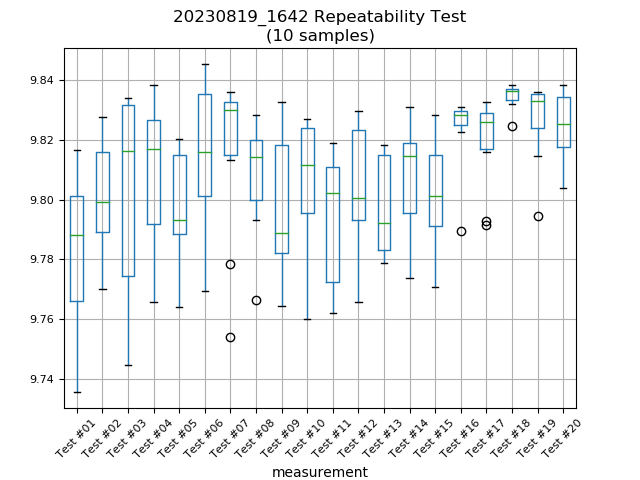 20230819_1642 Repeatability Test
(10 samples)
9.84
9.82
9.80
9.78
9.76
9.74
Test #01
Test #02
Test #03
Test #04
Test #05
Test #06
Test #07
Test #08
Test #09
Test #10
Test #11
Test #12
Test #13
Test #14
Test #15
Test #16
Test #17
Test #18
Test #19
Test #20
measurement